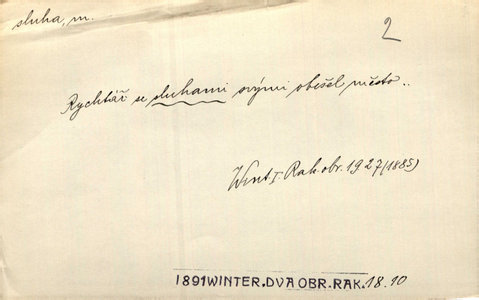 sluha, m.
2
Rychtář se sluhami svými obešel město..
Wint I Rak. obr. 1927 (1885)
1891WINTER.DVA OBR.RAK. 18.10